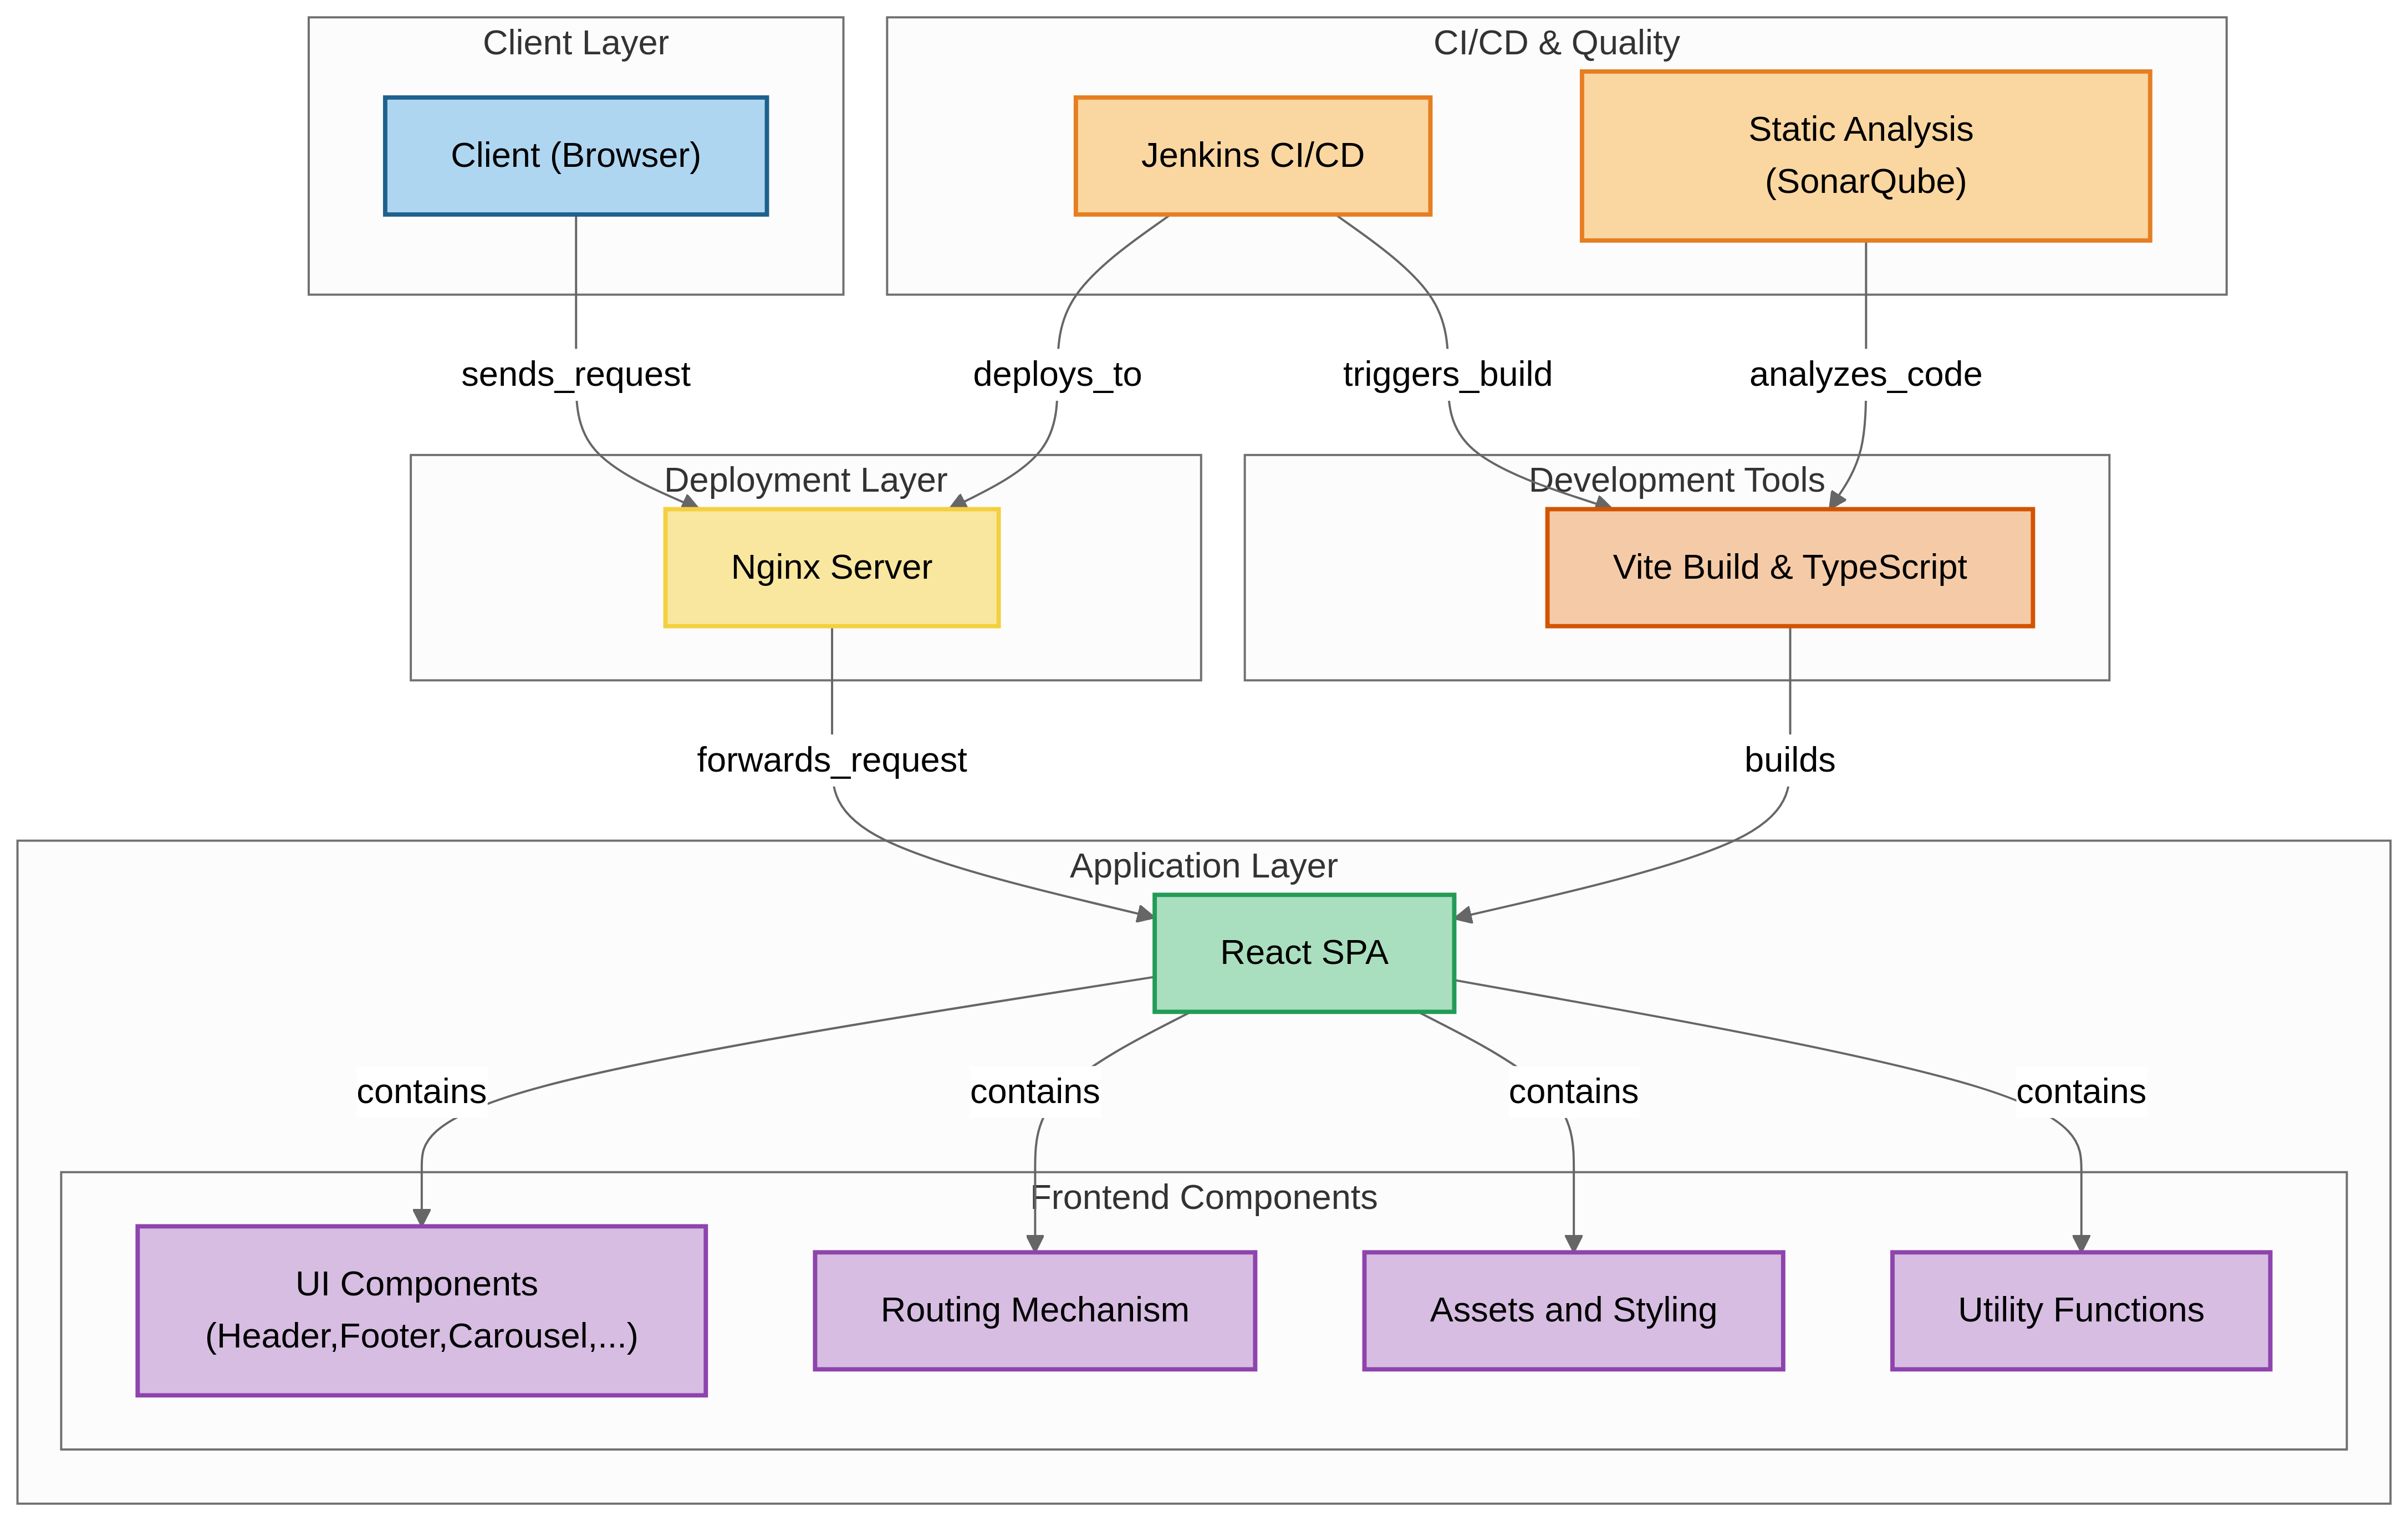 Client Layer
CI/CD & Quality
Client (Browser)
Jenkins CI/CD
Static Analysis
(SonarQube)
sends_request
deploys_to
triggers_build
analyzes_code
Deployment Layer
Development Tools
Nginx Server
Vite Build & TypeScript
forwards_request
builds
Application Layer
React SPA
contains
contains
contains
contains
Frontend Components
UI Components
(Header,Footer,Carousel,...)
Routing Mechanism
Assets and Styling
Utility Functions